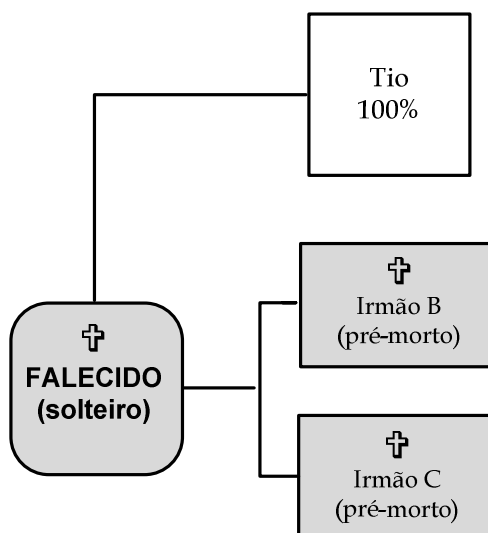 Tio
100%
✞
Irmão B
(pré-morto)
✞
FALECIDO
(solteiro)
✞
Irmão C
(pré-morto)